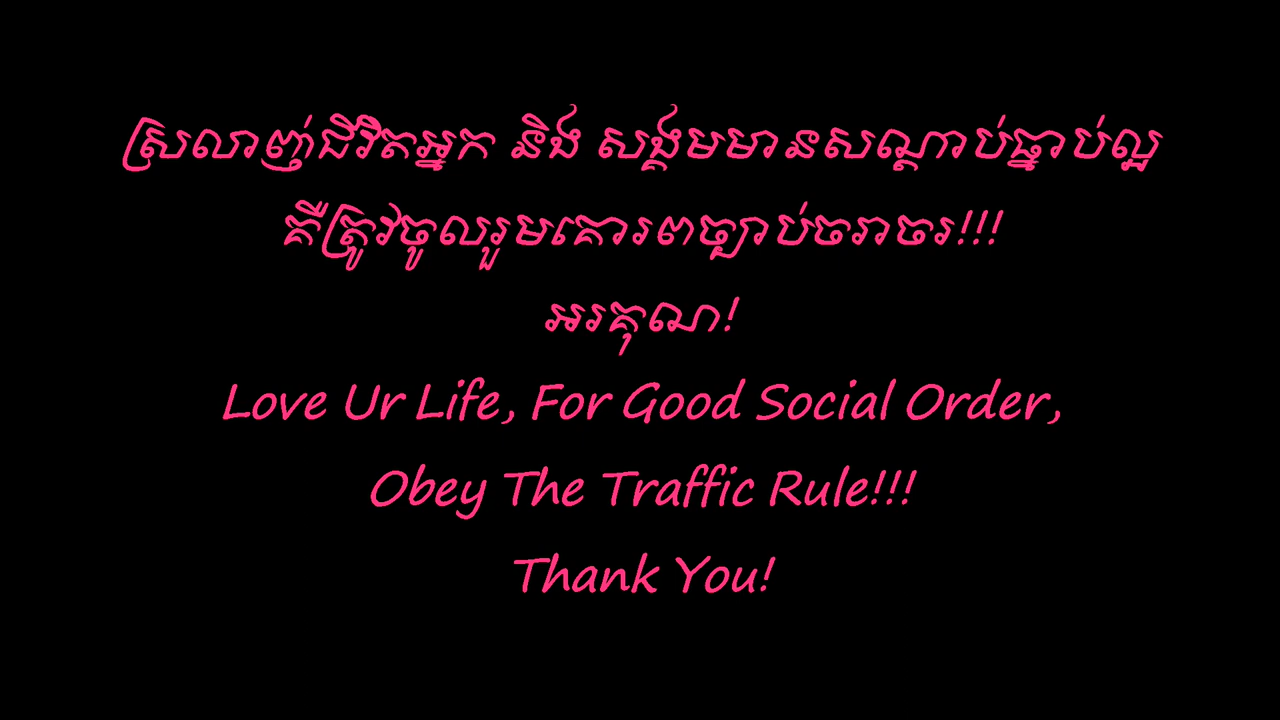 ស្រលាញ់ជីវិតអ្នក និង សង្គមមានសណ្ដាប់ធ្នាប់ល្អ
គឺត្រូវចូលរួមគោរពច្បាប់ចរាចរ!!!
អរគុណ!
Love Ur Life, For Good Social Order,
Obey The Traffic Rule!!!
Thank You!